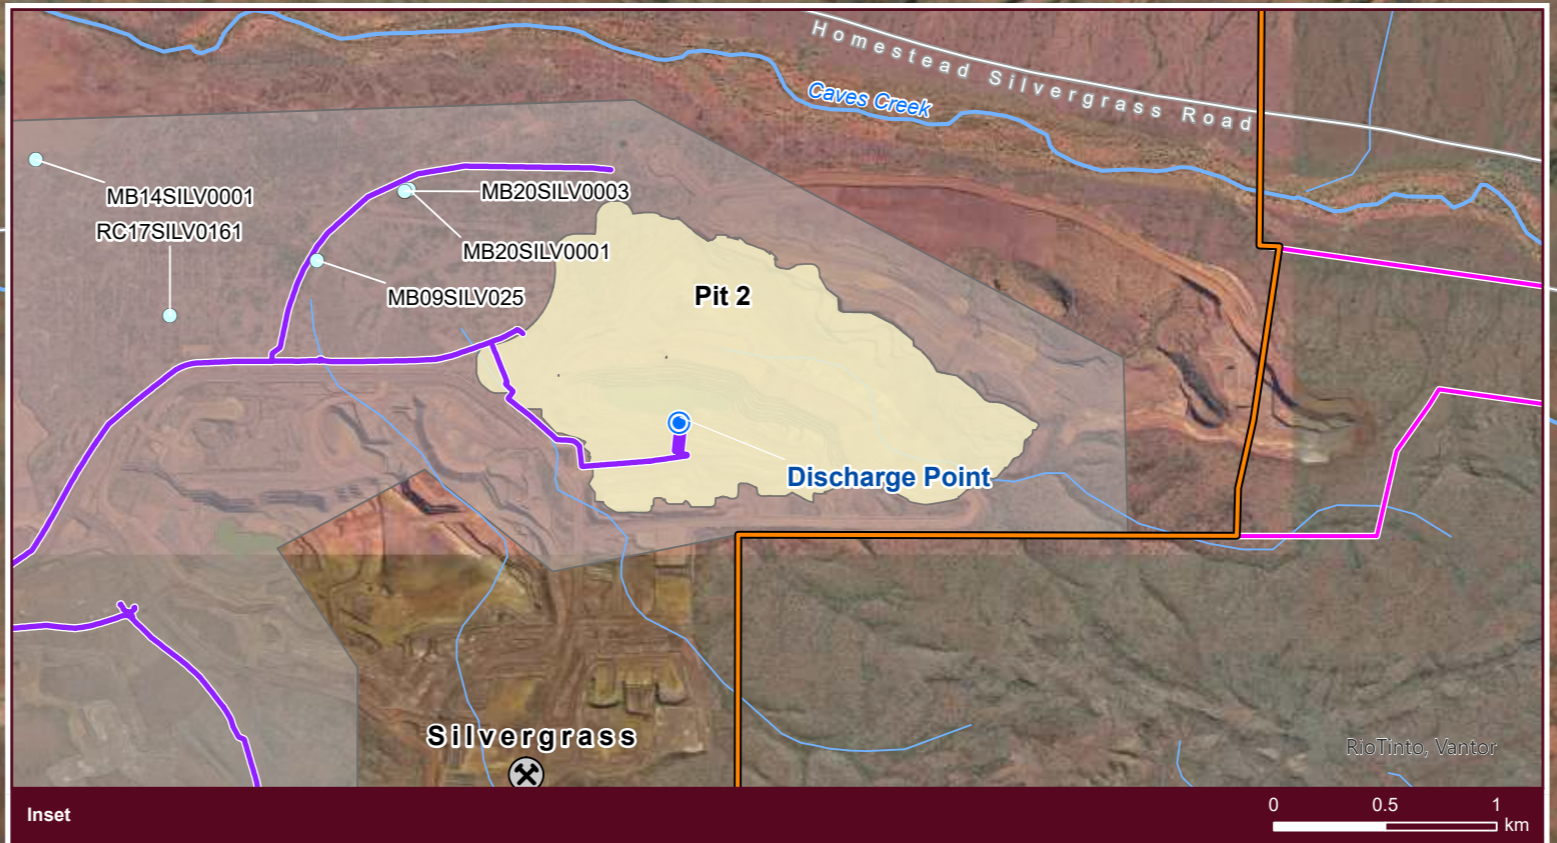 Homestead Silvergrass Road
Caves Creek
MB14SILV0001
RC17SILV0161
MB20SILV0003
MB20SILV0001
MB09SILV025
Pit 2
Discharge Point
Silvergrass
RioTinto, Vantor
Inset
0 0.5 1
km